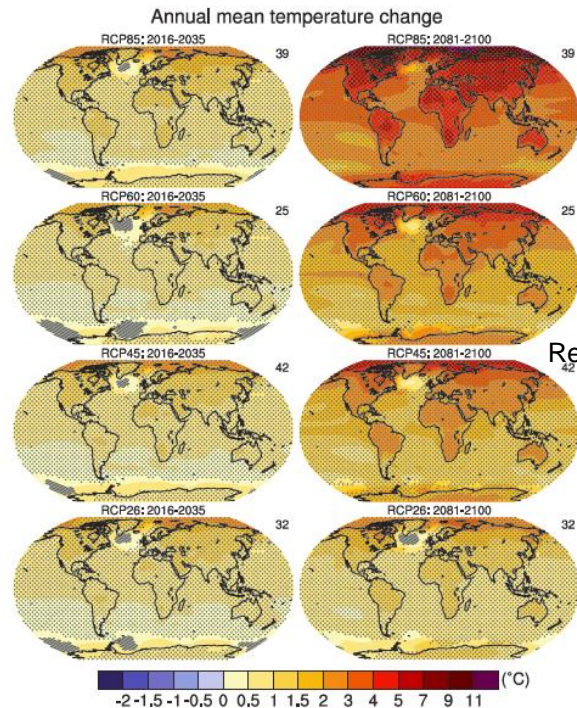 Annual mean temperature change
RCP85: 2016-2035 39
RCP85: 2081-2100 39
RCP60: 2016-2035 25
RCP60: 2081-2100 25
Re
RCP45: 2016-2035 42
RCP45: 2081-2100 42
RCP26: 2016-2035 32
RCP26: 2081-2100 32
(°C)
-2 -1.5 -1 -0.5 0 0.5 1 1.5 2 3 4 5 7 9 11